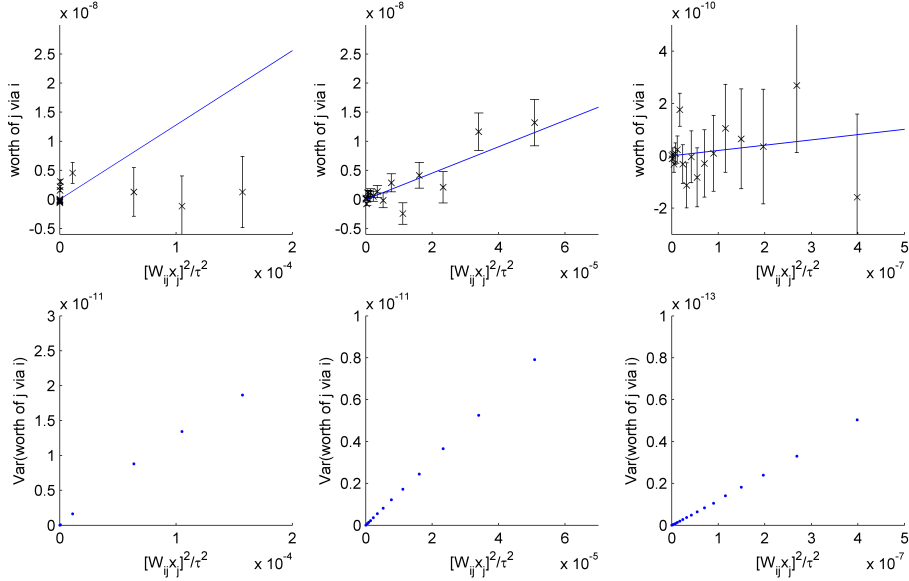 x 10^-8
x 10^-8
x 10^-10
worth of j via i
2.5
2
1.5
1
0.5
0
-0.5
0
1
2
[W_ij x_j]^2/τ^2
x 10^-4
worth of j via i
2.5
2
1.5
1
0.5
0
-0.5
0
2
4
6
[W_ij x_j]^2/τ^2
x 10^-5
worth of j via i
4
2
0
-2
0
1
2
3
4
5
[W_ij x_j]^2/τ^2
x 10^-7
x 10^-11
x 10^-11
x 10^-13
Var(worth of j via i)
3
2
1
0.5
0
0
1
2
[W_ij x_j]^2/τ^2
x 10^-4
Var(worth of j via i)
1
0.8
0.6
0.4
0.2
0
0
2
4
6
[W_ij x_j]^2/τ^2
x 10^-5
Var(worth of j via i)
1
0.8
0.6
0.4
0.2
0
0
1
2
3
4
5
[W_ij x_j]^2/τ^2
x 10^-7